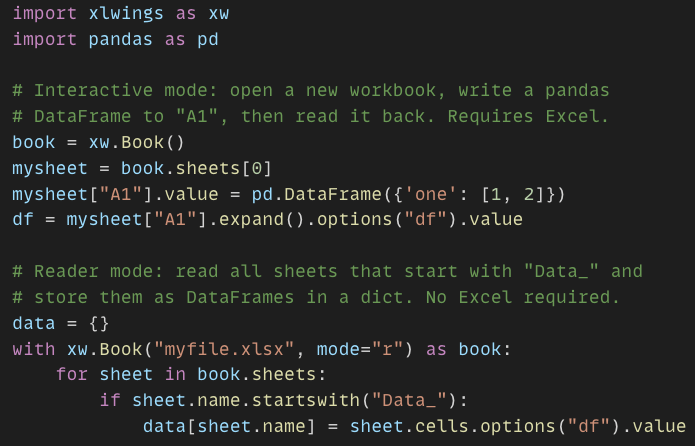 import xlwings as xw
import pandas as pd

# Interactive mode: open a new workbook, write a pandas
# DataFrame to "A1", then read it back. Requires Excel.
book = xw.Book()
mysheet = book.sheets[0]
mysheet["A1"].value = pd.DataFrame({'one': [1, 2]})
df = mysheet["A1"].expand().options("df").value

# Reader mode: read all sheets that start with "Data_" and
# store them as DataFrames in a dict. No Excel required.
data = {}
with xw.Book("myfile.xlsx", mode="r") as book:
    for sheet in book.sheets:
        if sheet.name.startswith("Data_"):
            data[sheet.name] = sheet.cells.options("df").value